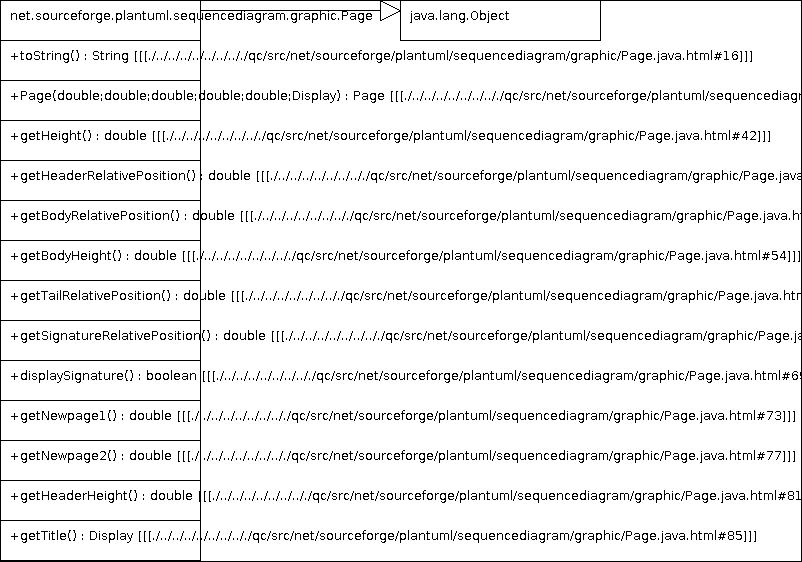 net.sourceforge.plantuml.sequencediagram.graphic.Page
java.lang.Object
+toString() : String [[[./../../../../../../../../qc/src/net/sourceforge/plantuml/sequencediagram/graphic/Page.java.html#16]]]
+Page(double;double;double;double;double;Display) : Page [[[./../../../../../../../../qc/src/net/sourceforge/plantuml/sequencediagr
+getHeight() : double [[[./../../../../../../../../qc/src/net/sourceforge/plantuml/sequencediagram/graphic/Page.java.html#42]]]
+getHeaderRelativePosition() : double [[[./../../../../../../../../qc/src/net/sourceforge/plantuml/sequencediagram/graphic/Page.java
+getBodyRelativePosition() : double [[[./../../../../../../../../qc/src/net/sourceforge/plantuml/sequencediagram/graphic/Page.java.h
+getBodyHeight() : double [[[./../../../../../../../../qc/src/net/sourceforge/plantuml/sequencediagram/graphic/Page.java.html#54]]]
+getTailRelativePosition() : double [[[./../../../../../../../../qc/src/net/sourceforge/plantuml/sequencediagram/graphic/Page.java.htm
+getSignatureRelativePosition() : double [[[./../../../../../../../../qc/src/net/sourceforge/plantuml/sequencediagram/graphic/Page.ja
+displaySignature() : boolean [[[./../../../../../../../../qc/src/net/sourceforge/plantuml/sequencediagram/graphic/Page.java.html#69
+getNewpage1() : double [[[./../../../../../../../../qc/src/net/sourceforge/plantuml/sequencediagram/graphic/Page.java.html#73]]]
+getNewpage2() : double [[[./../../../../../../../../qc/src/net/sourceforge/plantuml/sequencediagram/graphic/Page.java.html#77]]]
+getHeaderHeight() : double [[[./../../../../../../../../qc/src/net/sourceforge/plantuml/sequencediagram/graphic/Page.java.html#81
+getTitle() : Display [[[./../../../../../../../../qc/src/net/sourceforge/plantuml/sequencediagram/graphic/Page.java.html#85]]]